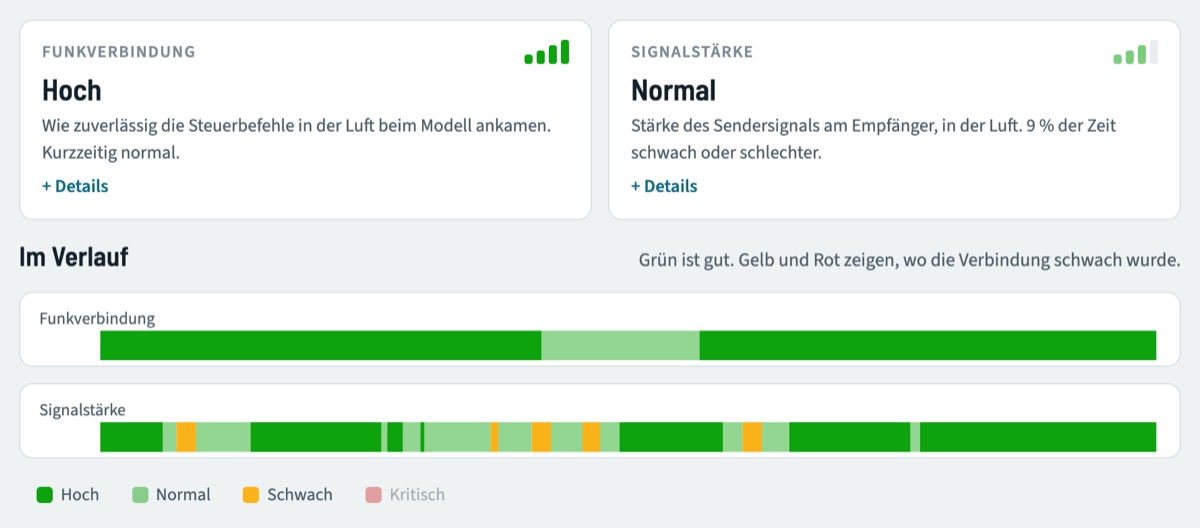 FUNKVERBINDUNG
Hoch
Wie zuverlässig die Steuerbefehle in der Luft beim Modell ankamen.
Kurzzeitig normal.
+ Details
SIGNALSTÄRKE
Normal
Stärke des Sendersignals am Empfänger, in der Luft. 9 % der Zeit
schwach oder schlechter.
+ Details
Im Verlauf
Grün ist gut. Gelb und Rot zeigen, wo die Verbindung schwach wurde.
Funkverbindung
Signalstärke
Hoch Normal Schwach Kritisch